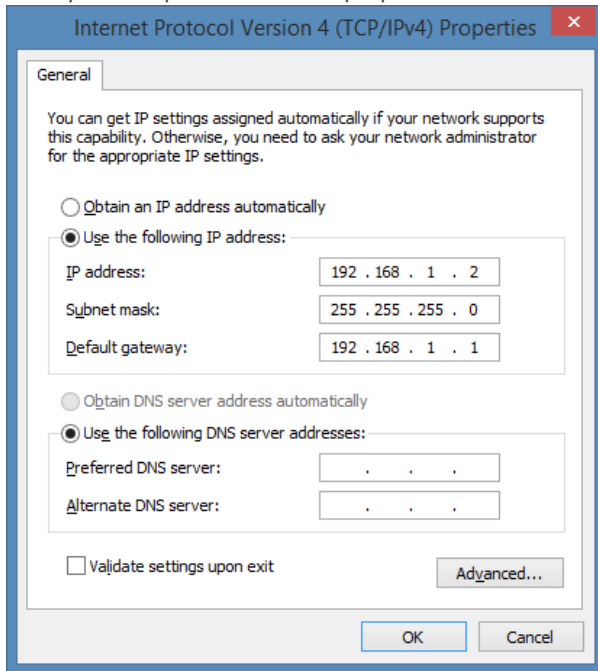 Internet Protocol Version 4 (TCP/IPv4) Properties
General
You can get IP settings assigned automatically if your network supports
this capability. Otherwise, you need to ask your network administrator
for the appropriate IP settings.
Obtain an IP address automatically
Use the following IP address:
IP address: 192 . 168 . 1 . 2
Subnet mask: 255 . 255 . 255 . 0
Default gateway: 192 . 168 . 1 . 1
Obtain DNS server address automatically
Use the following DNS server addresses:
Preferred DNS server: . . .
Alternate DNS server: . . .
Validate settings upon exit
Advanced...
OK Cancel